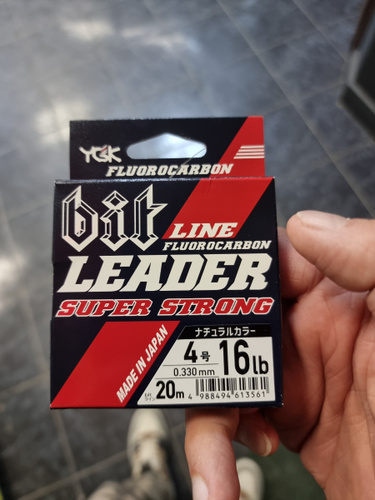 YGK
FLUOROCARBON
bit LINE
FLUOROCARBON
LEADER
SUPER STRONG
MADE IN JAPAN
ナチュラルカラー
4号 16lb
0.330mm
20m
4 988494 613561